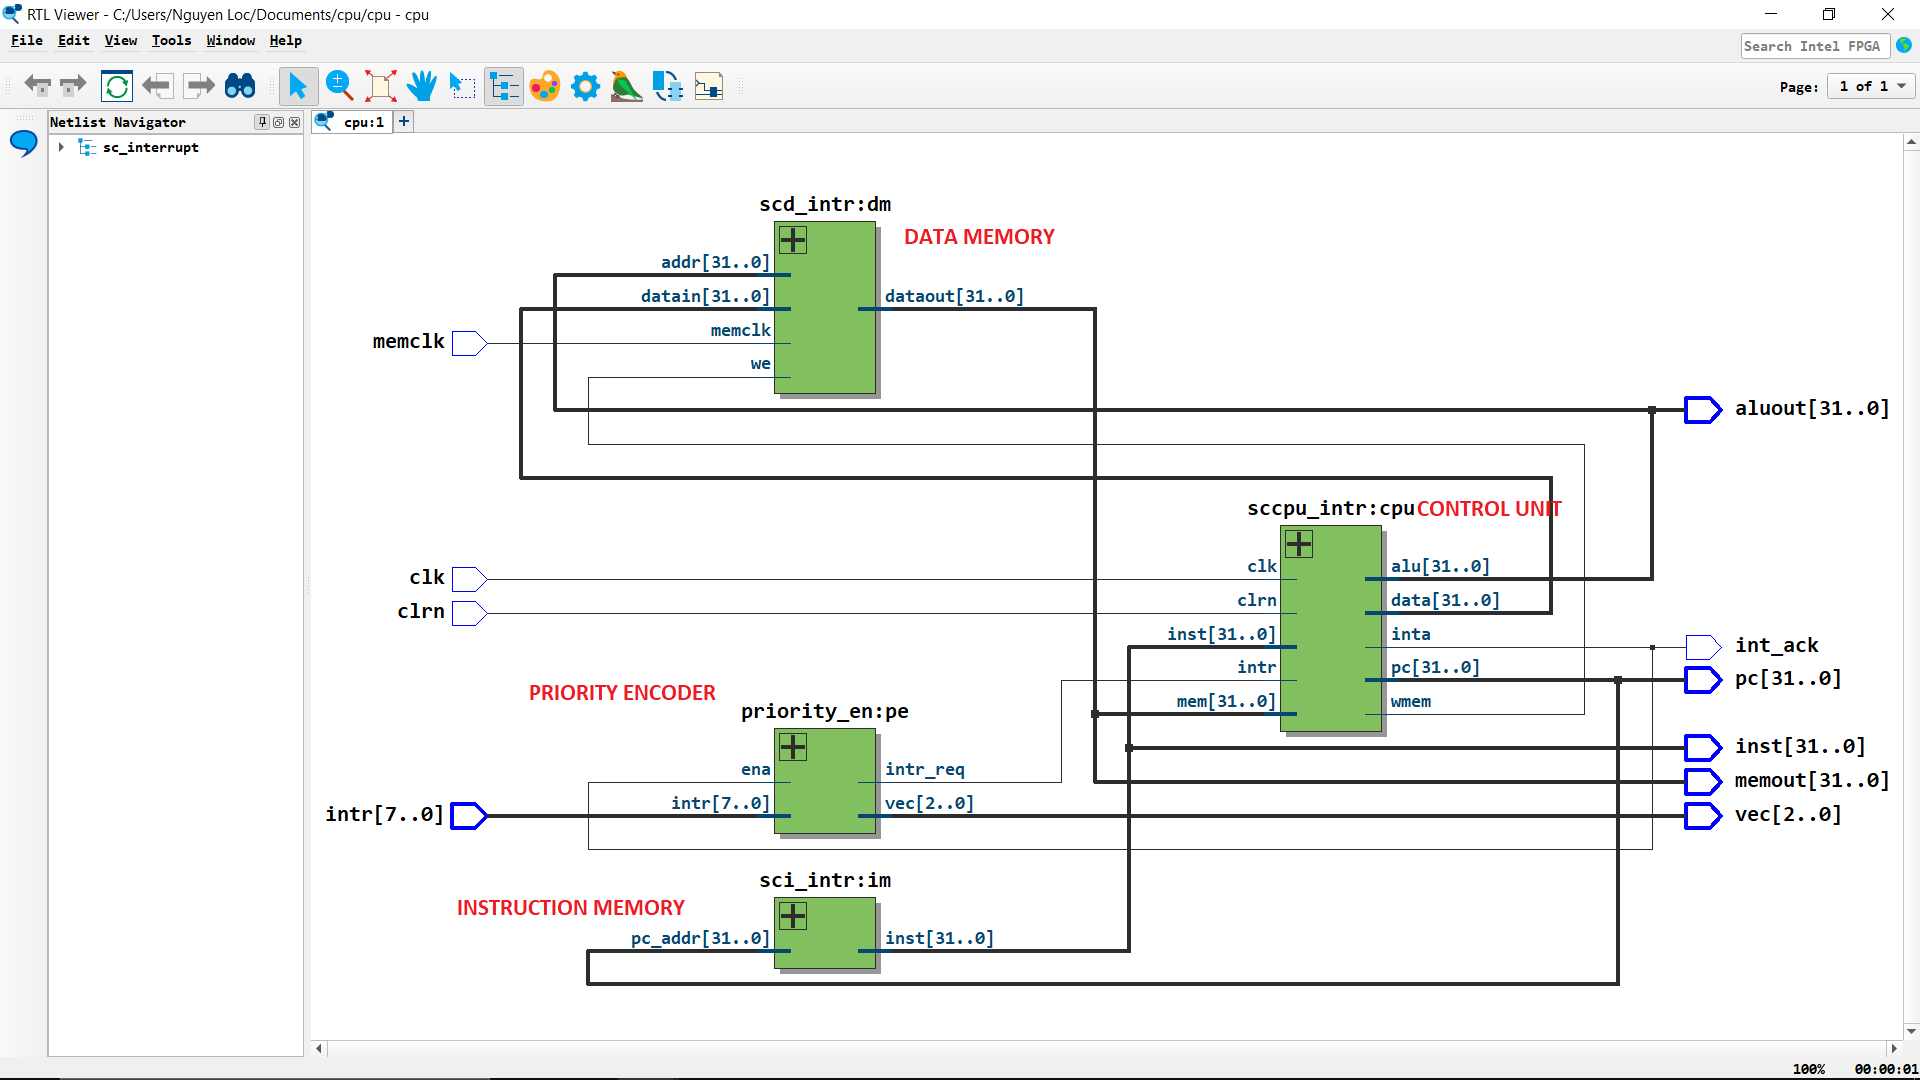 RTL Viewer - C:/Users/Nguyen Loc/Documents/cpu/cpu - cpu
File Edit View Tools Window Help
Search Intel FPGA
Page: 1 of 1
Netlist Navigator
cpu:1
sc_interrupt
scd_intr:dm
DATA MEMORY
addr[31..0]
datain[31..0]
dataout[31..0]
memclk
memclk
we
aluout[31..0]
sccpu_intr:cpu
CONTROL UNIT
clk
clk
alu[31..0]
clrn
clrn
data[31..0]
inst[31..0]
inta
int_ack
intr
pc[31..0]
pc[31..0]
mem[31..0]
wmem
PRIORITY ENCODER
priority_en:pe
inst[31..0]
ena
intr_req
memout[31..0]
intr[7..0]
intr[7..0]
vec[2..0]
vec[2..0]
sci_intr:im
INSTRUCTION MEMORY
pc_addr[31..0]
inst[31..0]
100% 00:00:01